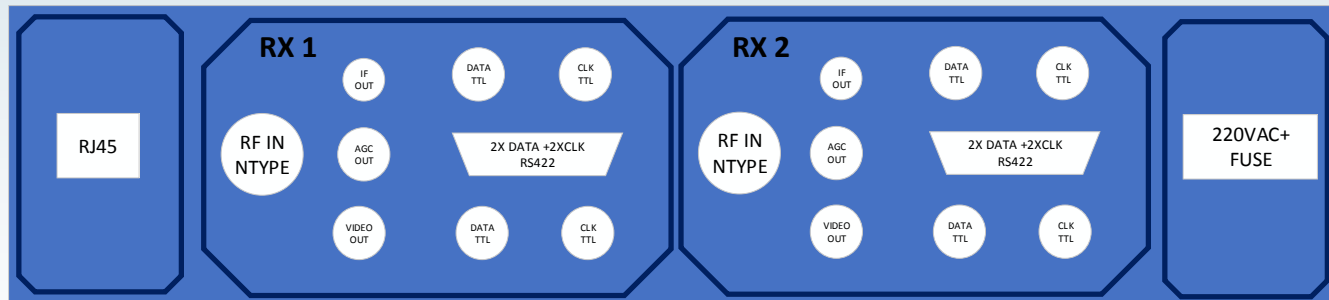 RJ45
RX 1
RF IN
NTYPE
IF
OUT
AGC
OUT
VIDEO
OUT
DATA
TTL
CLK
TTL
2X DATA +2XCLK
RS422
DATA
TTL
CLK
TTL
RX 2
RF IN
NTYPE
IF
OUT
AGC
OUT
VIDEO
OUT
DATA
TTL
CLK
TTL
2X DATA +2XCLK
RS422
DATA
TTL
CLK
TTL
220VAC+
FUSE